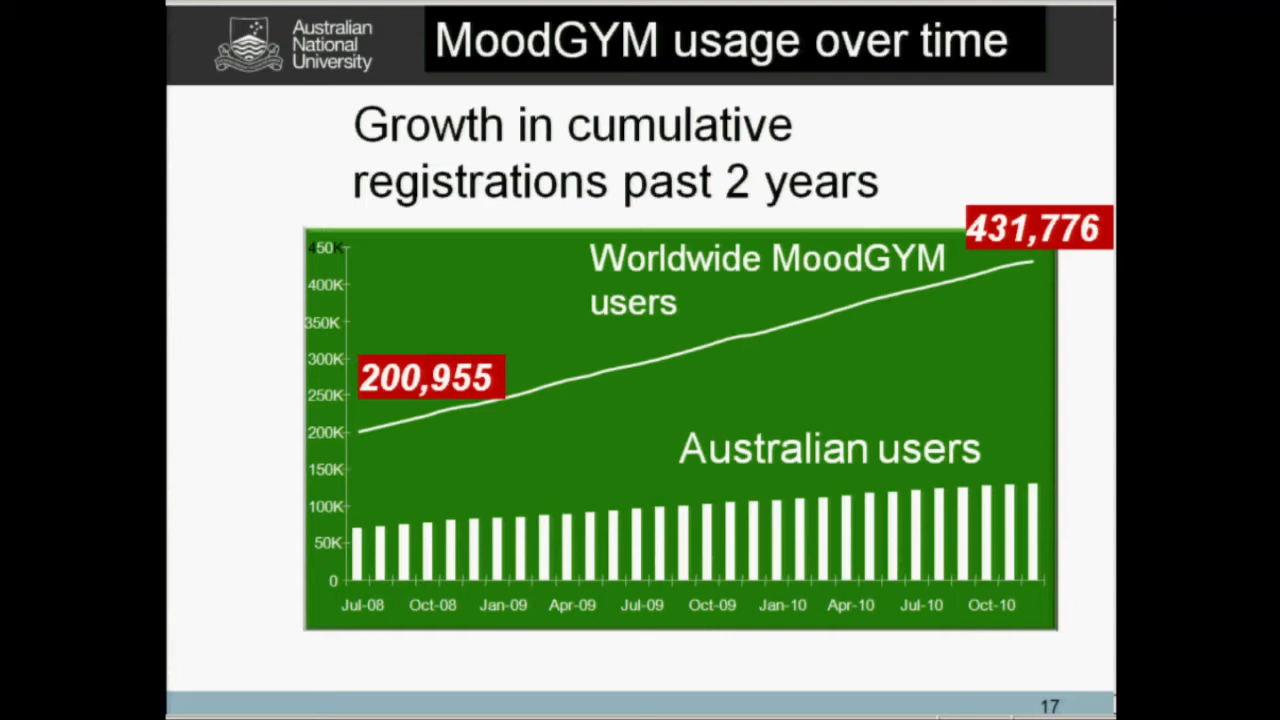 Australian
National
University
MoodGYM usage over time
Growth in cumulative
registrations past 2 years
431,776
Worldwide MoodGYM
users
200,955
Australian users
450K
400K
350K
300K
250K
200K
150K
100K
50K
0
Jul-08 Oct-08 Jan-09 Apr-09 Jul-09 Oct-09 Jan-10 Apr-10 Jul-10 Oct-10
17